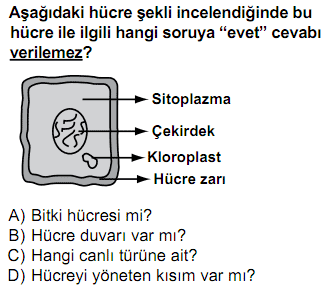 Aşağıdaki hücre şekli incelendiğinde bu
hücre ile ilgili hangi soruya “evet” cevabı
verilemez?
Sitoplazma
Çekirdek
Kloroplast
Hücre zarı
A) Bitki hücresi mi?
B) Hücre duvarı var mı?
C) Hangi canlı türüne ait?
D) Hücreyi yöneten kısım var mı?